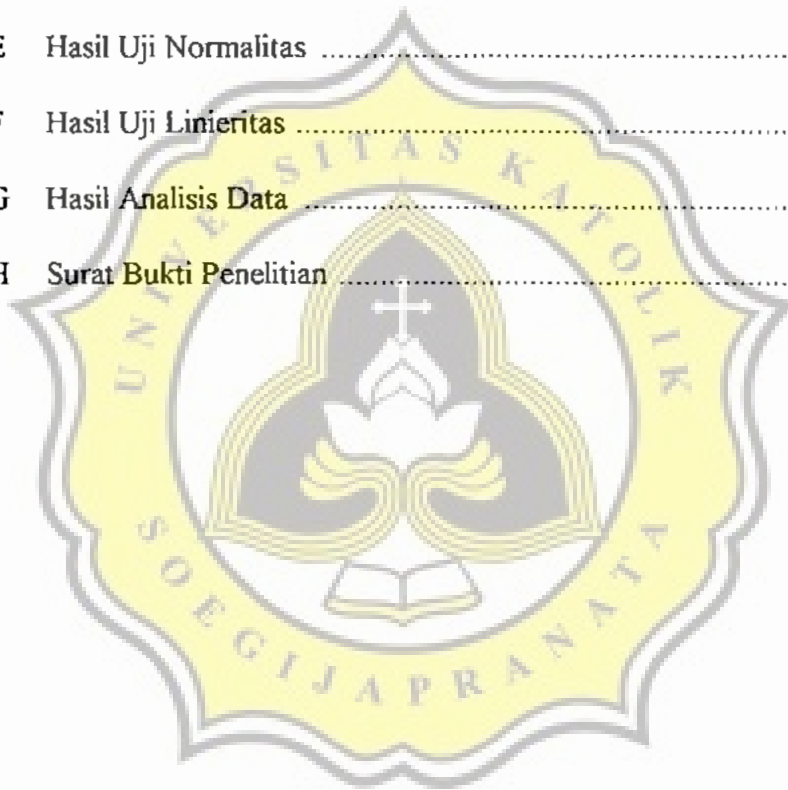 E Hasil Uji Normalitas ........................................
F Hasil Uji Linieritas ........................................
G Hasil Analisis Data ........................................
H Surat Bukti Penelitian ........................................
UNIVERSITAS KATOLIK
SOEGIJAPRANATA